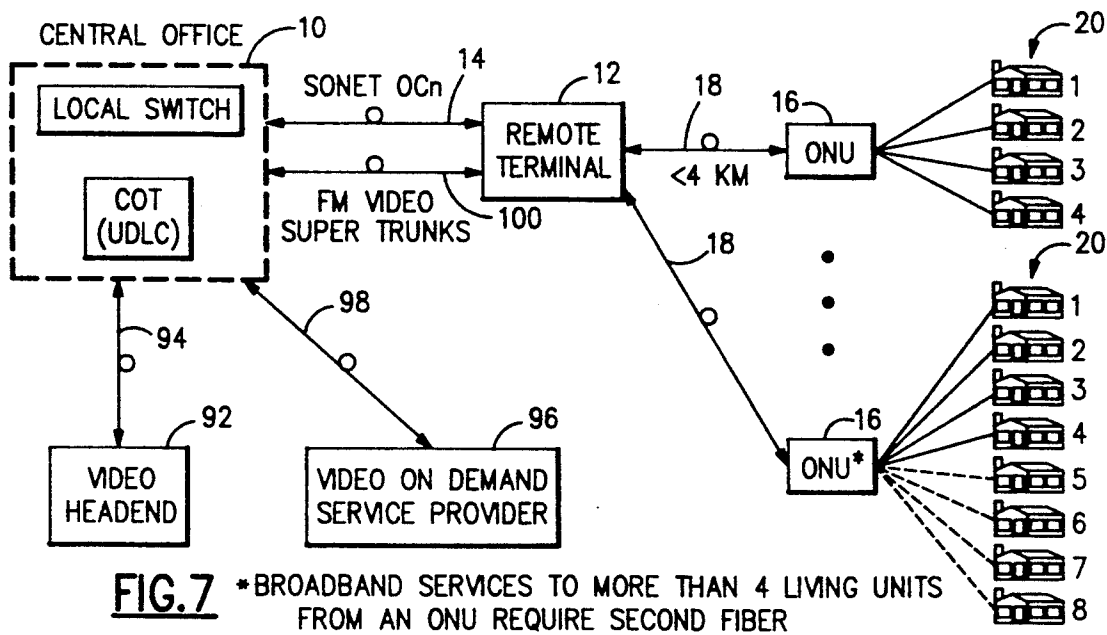 CENTRAL OFFICE
10
LOCAL SWITCH
COT
(UDLC)
SONET OCn
14
FM VIDEO
SUPER TRUNKS
100
12
REMOTE
TERMINAL
18
<4 KM
16
ONU
20
1
2
3
4
18
16
ONU*
20
1
2
3
4
5
6
7
8
94
98
92
VIDEO
HEADEND
96
VIDEO ON DEMAND
SERVICE PROVIDER
FIG.7
*BROADBAND SERVICES TO MORE THAN 4 LIVING UNITS
FROM AN ONU REQUIRE SECOND FIBER